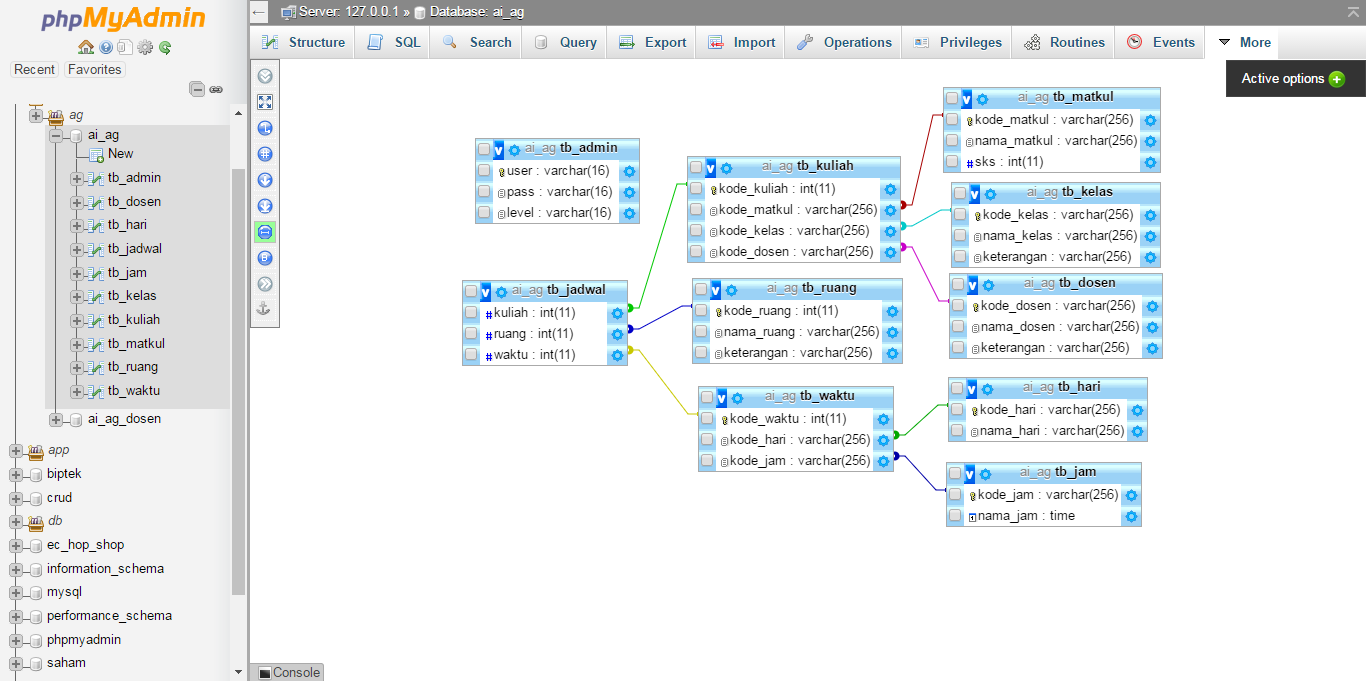 phpMyAdmin
Recent Favorites
ag
ai_ag
New
tb_admin
tb_dosen
tb_hari
tb_jadwal
tb_jam
tb_kelas
tb_kuliah
tb_matkul
tb_ruang
tb_waktu
ai_ag_dosen
app
biptek
crud
db
ec_hop_shop
information_schema
mysql
performance_schema
phpmyadmin
saham
Server: 127.0.0.1 » Database: ai_ag
Structure SQL Search Query Export Import Operations Privileges Routines Events More
Active options
ai_ag tb_admin
user : varchar(16)
pass : varchar(16)
level : varchar(16)
ai_ag tb_jadwal
kuliah : int(11)
ruang : int(11)
waktu : int(11)
ai_ag tb_kuliah
kode_kuliah : int(11)
kode_matkul : varchar(256)
kode_kelas : varchar(256)
kode_dosen : varchar(256)
ai_ag tb_ruang
kode_ruang : int(11)
nama_ruang : varchar(256)
keterangan : varchar(256)
ai_ag tb_waktu
kode_waktu : int(11)
kode_hari : varchar(256)
kode_jam : varchar(256)
ai_ag tb_matkul
kode_matkul : varchar(256)
nama_matkul : varchar(256)
sks : int(11)
ai_ag tb_kelas
kode_kelas : varchar(256)
nama_kelas : varchar(256)
keterangan : varchar(256)
ai_ag tb_dosen
kode_dosen : varchar(256)
nama_dosen : varchar(256)
keterangan : varchar(256)
ai_ag tb_hari
kode_hari : varchar(256)
nama_hari : varchar(256)
ai_ag tb_jam
kode_jam : varchar(256)
nama_jam : time
Console